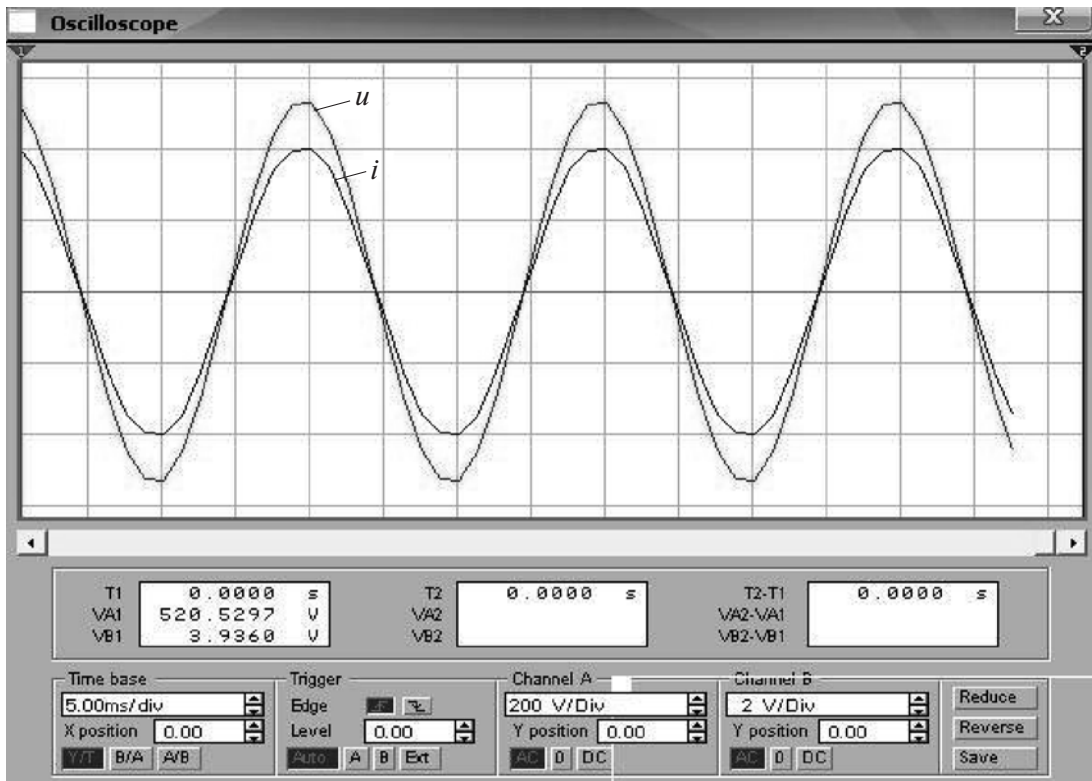 Oscilloscope
1 2
u
i
T1 0.0000 s T2 0.0000 s T2-T1 0.0000 s
VA1 520.5297 V VA2 VA2-VA1
VB1 3.9360 V VB2 VB2-VB1
Time base Trigger Channel A Channel B
5.00ms/div Edge 200 V/Div 2 V/Div Reduce
X position 0.00 Level 0.00 Y position 0.00 Y position 0.00 Reverse
Y/T B/A A/B Auto A B Ext AC 0 DC AC 0 DC Save